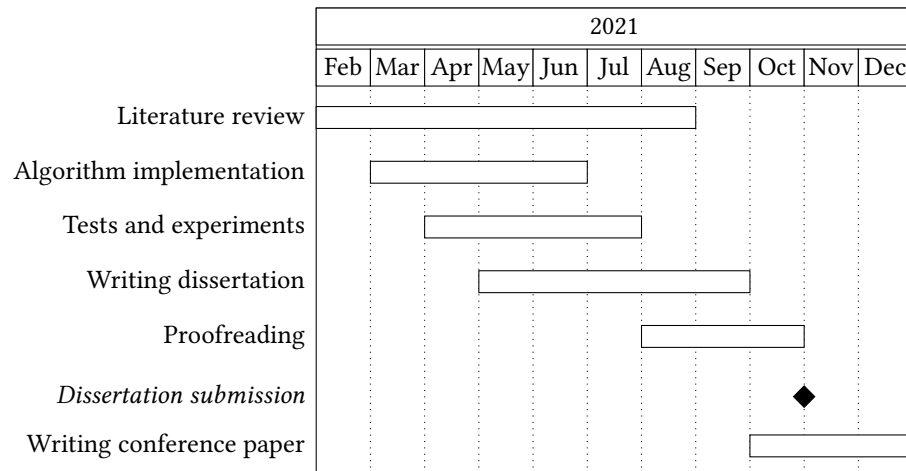 2021
Feb Mar Apr May Jun Jul Aug Sep Oct Nov Dec
Literature review
Algorithm implementation
Tests and experiments
Writing dissertation
Proofreading
Dissertation submission
Writing conference paper